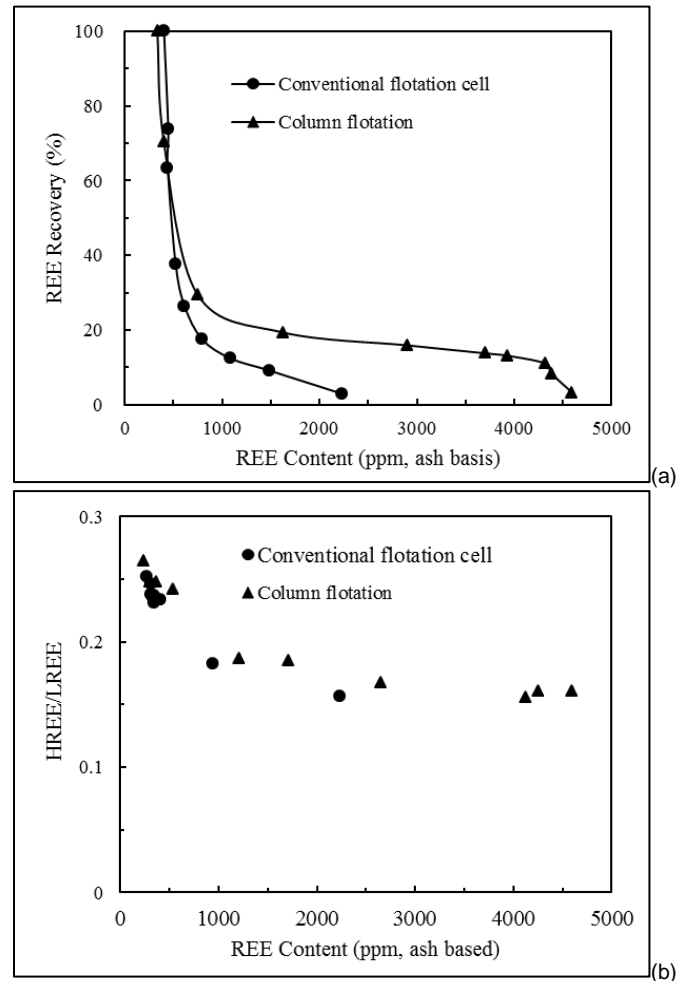 100
80
60
40
20
0
REE Recovery (%)
Conventional flotation cell
Column flotation
0 1000 2000 3000 4000 5000
REE Content (ppm, ash basis)
(a)
0.3
0.2
0.1
0
HREE/LREE
Conventional flotation cell
Column flotation
0 1000 2000 3000 4000 5000
REE Content (ppm, ash based)
(b)